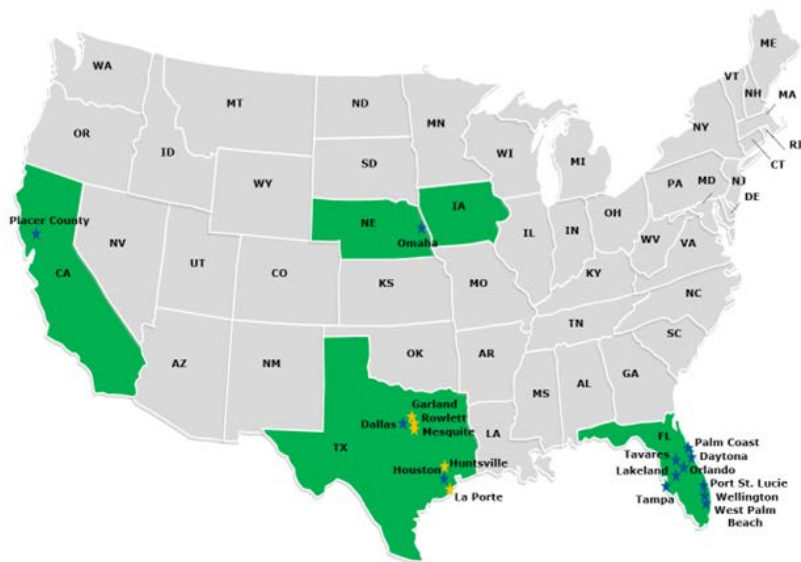 ME
WA
VT
NH
MA
MT
ND
MN
OR
NY
RI
ID
SD
WI
MI
CT
WY
PA
MD
NJ
DE
IA
Placer County
NE
OH
NV
Omaha
IL
IN
WV
VA
UT
CA
CO
KS
MO
KY
NC
TN
SC
AZ
NM
OK
AR
MS
AL
GA
Garland
Dallas
Rowlett
Mesquite
LA
TX
FL
Palm Coast
Tavares
Daytona
Huntsville
Houston
Lakeland
Orlando
Port St. Lucie
La Porte
Tampa
Wellington
West Palm
Beach